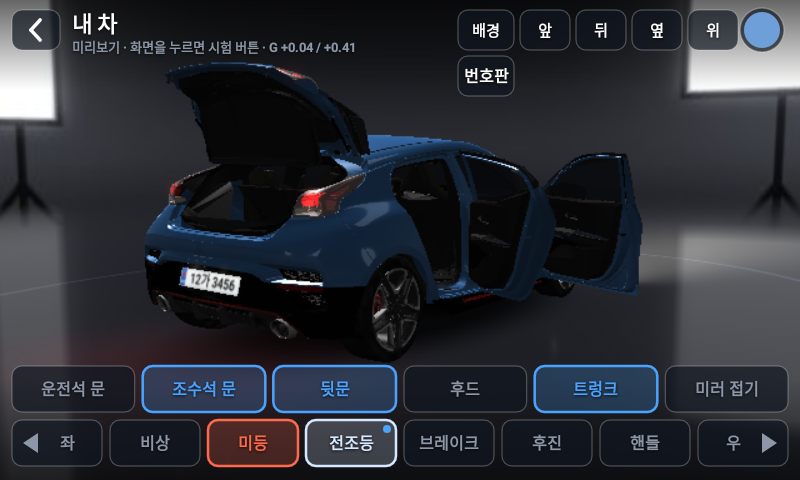 내 차
미리보기 · 화면을 누르면 시험 버튼 · G +0.04 / +0.41
배경 앞 뒤 옆 위
번호판
12가 3456
운전석 문 조수석 문 뒷문 후드 트렁크 미러 접기
좌 비상 미등 전조등 브레이크 후진 핸들 우